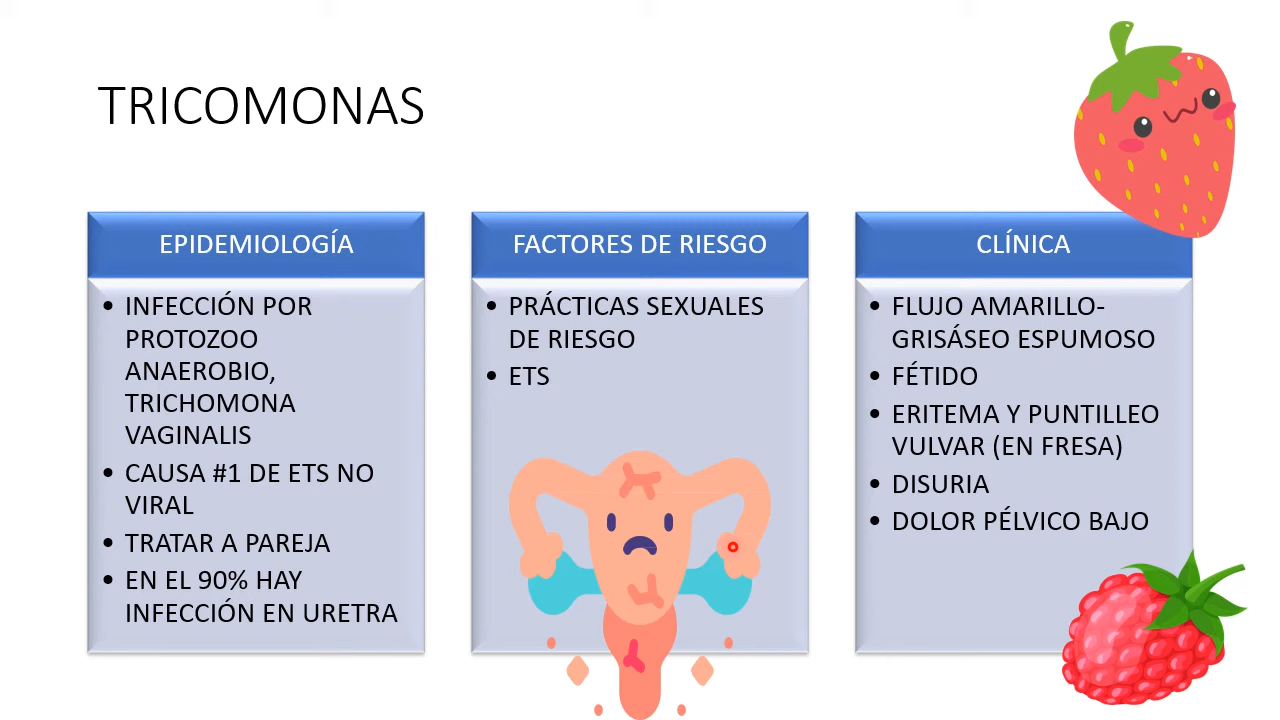 TRICOMONAS
EPIDEMIOLOGÍA
• INFECCIÓN POR
PROTOZOO
ANAEROBIO,
TRICHOMONA
VAGINALIS
• CAUSA #1 DE ETS NO
VIRAL
• TRATAR A PAREJA
• EN EL 90% HAY
INFECCIÓN EN URETRA
FACTORES DE RIESGO
• PRÁCTICAS SEXUALES
DE RIESGO
• ETS
CLÍNICA
• FLUJO AMARILLO-
GRISÁSEO ESPUMOSO
• FÉTIDO
• ERITEMA Y PUNTILLEO
VULVAR (EN FRESA)
• DISURIA
• DOLOR PÉLVICO BAJO